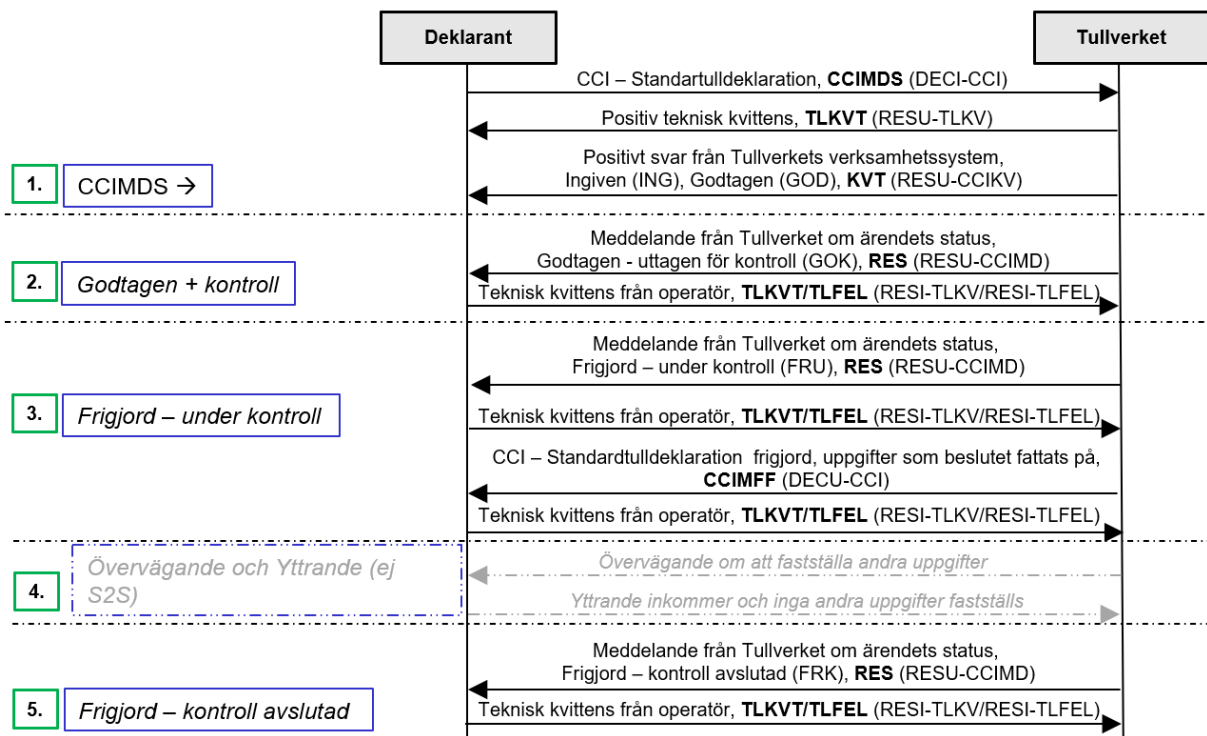 Deklarant
Tullverket
CCI – Standartulldeklaration, CCIMDS (DECI-CCI)
Positiv teknisk kvittens, TLKVT (RESU-TLKV)
1.
CCIMDS →
Positivt svar från Tullverkets verksamhetssystem,
Ingiven (ING), Godtagen (GOD), KVT (RESU-CCIKV)
2.
Godtagen + kontroll
Meddelande från Tullverket om ärendets status,
Godtagen - uttagen för kontroll (GOK), RES (RESU-CCIMD)
Teknisk kvittens från operatör, TLKVT/TLFEL (RESI-TLKV/RESI-TLFEL)
3.
Frigjord – under kontroll
Meddelande från Tullverket om ärendets status,
Frigjord – under kontroll (FRU), RES (RESU-CCIMD)
Teknisk kvittens från operatör, TLKVT/TLFEL (RESI-TLKV/RESI-TLFEL)
CCI – Standardtulldeklaration frigjord, uppgifter som beslutet fattats på,
CCIMFF (DECU-CCI)
Teknisk kvittens från operatör, TLKVT/TLFEL (RESI-TLKV/RESI-TLFEL)
4.
Övervägande och Yttrande (ej
S2S)
Övervägande om att fastställa andra uppgifter
Yttrande inkommer och inga andra uppgifter fastställs
5.
Frigjord – kontroll avslutad
Meddelande från Tullverket om ärendets status,
Frigjord – kontroll avslutad (FRK), RES (RESU-CCIMD)
Teknisk kvittens från operatör, TLKVT/TLFEL (RESI-TLKV/RESI-TLFEL)